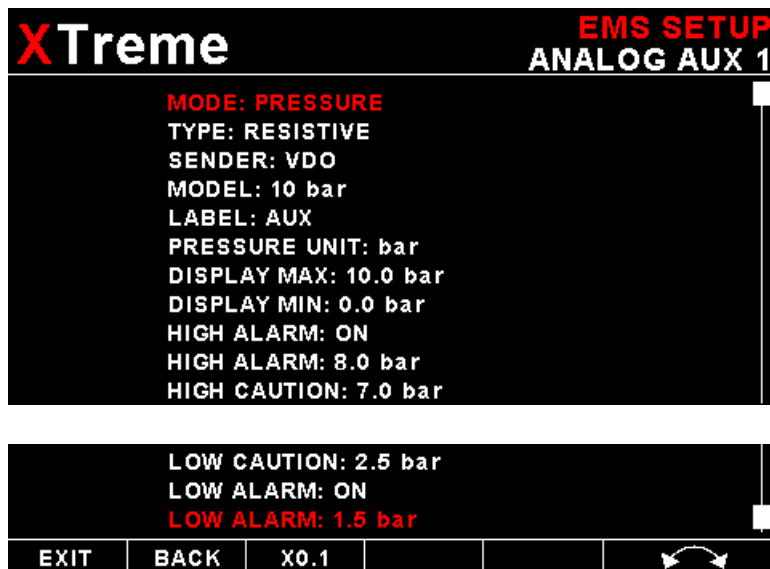 XTreme
EMS SETUP
ANALOG AUX 1
MODE: PRESSURE
TYPE: RESISTIVE
SENDER: VDO
MODEL: 10 bar
LABEL: AUX
PRESSURE UNIT: bar
DISPLAY MAX: 10.0 bar
DISPLAY MIN: 0.0 bar
HIGH ALARM: ON
HIGH ALARM: 8.0 bar
HIGH CAUTION: 7.0 bar
LOW CAUTION: 2.5 bar
LOW ALARM: ON
LOW ALARM: 1.5 bar
EXIT BACK X0.1